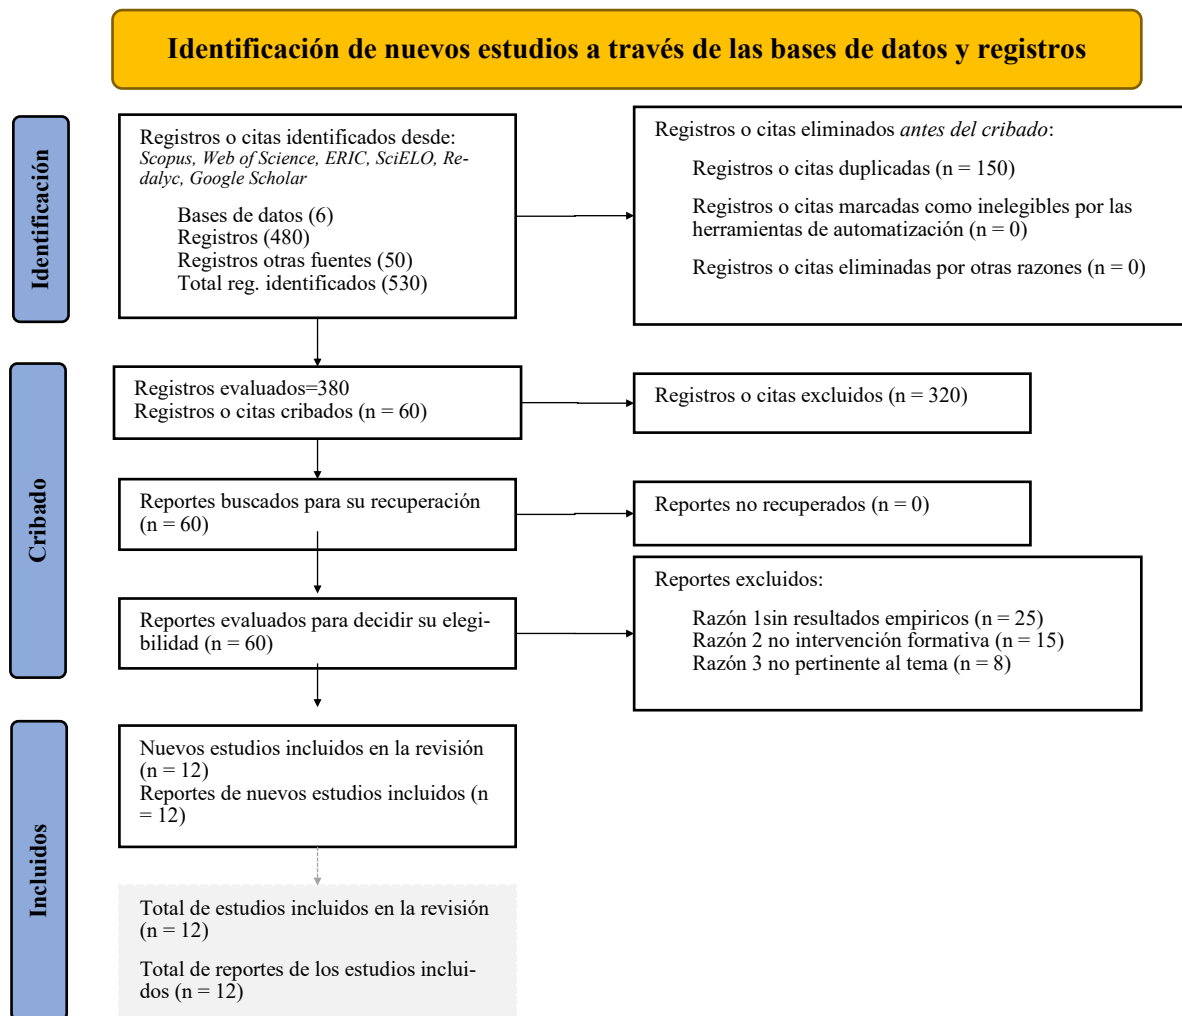 Identificación de nuevos estudios a través de las bases de datos y registros
Identificación
Registros o citas identificados desde:
Scopus, Web of Science, ERIC, SciELO, Re-
dalyc, Google Scholar
Bases de datos (6)
Registros (480)
Registros otras fuentes (50)
Total reg. identificados (530)
Registros o citas eliminados antes del cribado:
Registros o citas duplicadas (n = 150)
Registros o citas marcadas como inelegibles por las
herramientas de automatización (n = 0)
Registros o citas eliminadas por otras razones (n = 0)
Cribado
Registros evaluados=380
Registros o citas cribados (n = 60)
Registros o citas excluidos (n = 320)
Reportes buscados para su recuperación
(n = 60)
Reportes no recuperados (n = 0)
Reportes evaluados para decidir su elegi-
bilidad (n = 60)
Reportes excluidos:
Razón 1sin resultados empiricos (n = 25)
Razón 2 no intervención formativa (n = 15)
Razón 3 no pertinente al tema (n = 8)
Incluidos
Nuevos estudios incluidos en la revisión
(n = 12)
Reportes de nuevos estudios incluidos (n
= 12)
Total de estudios incluidos en la revisión
(n = 12)
Total de reportes de los estudios inclui-
dos (n = 12)